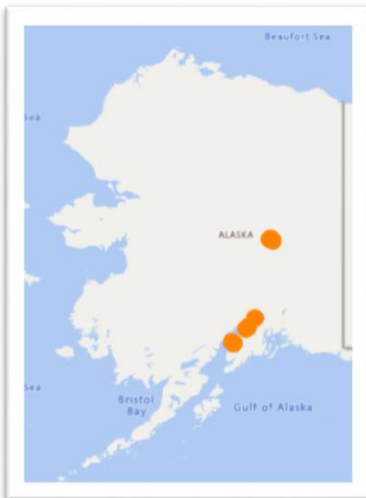 Beaufort Sea
Sea
ALASKA
Sea
Bristol
Bay
Gulf of Alaska